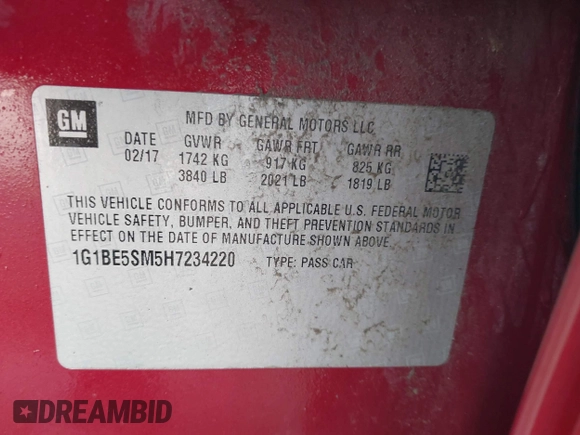 GM
MFD BY GENERAL MOTORS LLC
DATE GVWR GAWR FRT GAWR RR
02/17 1742 KG 917 KG 825 KG
3840 LB 2021 LB 1819 LB
THIS VEHICLE CONFORMS TO ALL APPLICABLE U.S. FEDERAL MOTOR
VEHICLE SAFETY, BUMPER, AND THEFT PREVENTION STANDARDS IN
EFFECT ON THE DATE OF MANUFACTURE SHOWN ABOVE.
1G1BE5SM5H7234220 TYPE: PASS CAR
DREAMBID